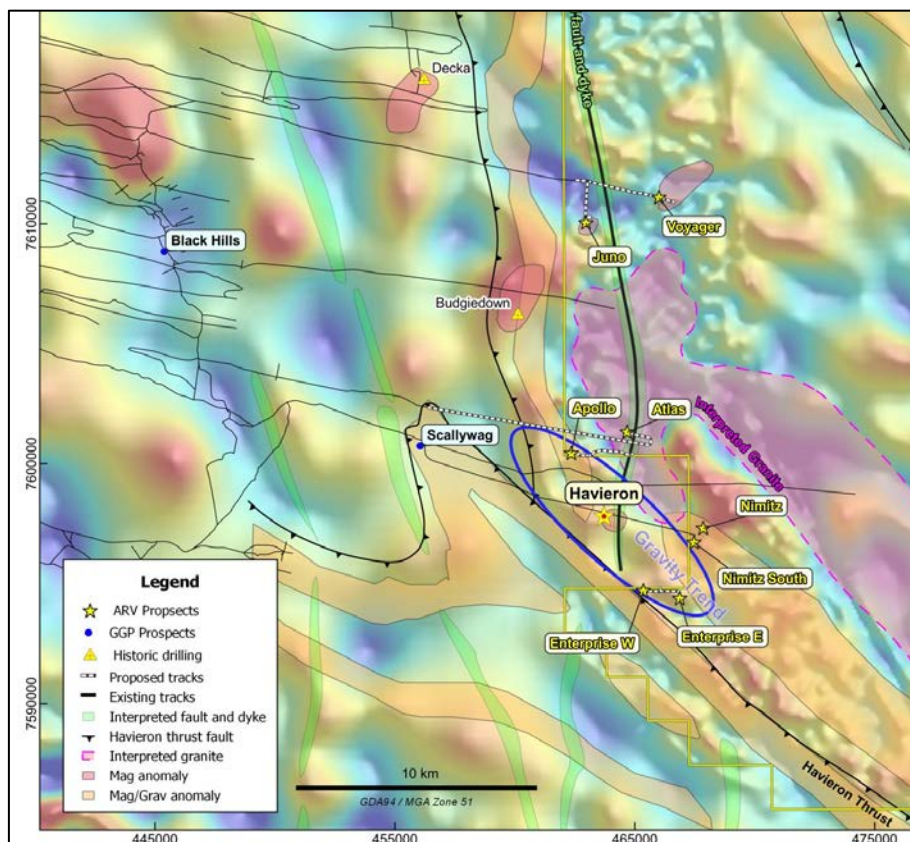 fault and dyke
Decka
7610000
Black Hills
Voyager
Juno
Budgiedown
Interpreted Granite
Apollo
Atlas
Scallywag
7600000
Havieron
Nimitz
Gravity Trend
Nimitz South
Enterprise W
Enterprise E
Legend
ARV Propsects
GGP Prospects
Historic drilling
Proposed tracks
Existing tracks
Interpreted fault and dyke
Havieron thrust fault
Interpreted granite
Mag anomaly
Mag/Grav anomaly
7590000
10 km
GDA94 / MGA Zone 51
Havieron Thrust
445000
455000
465000
475000